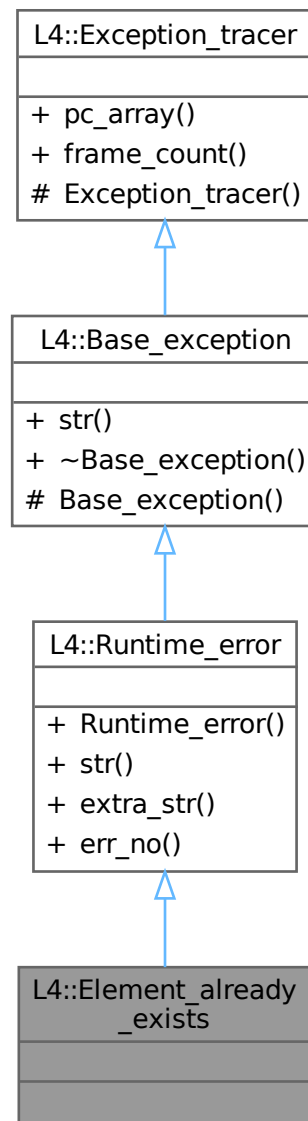 L4::Exception_tracer
+ pc_array()
+ frame_count()
# Exception_tracer()
L4::Base_exception
+ str()
+ ~Base_exception()
# Base_exception()
L4::Runtime_error
+ Runtime_error()
+ str()
+ extra_str()
+ err_no()
L4::Element_already
_exists